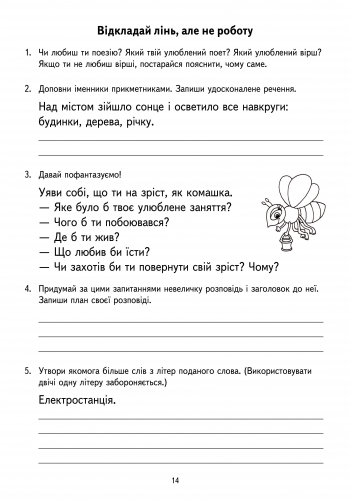 Відкладай лінь, але не роботу
1. Чи любиш ти поезію? Який твій улюблений поет? Який улюблений вірш?
Якщо ти не любиш вірші, постарайся пояснити, чому саме.
2. Доповни іменники прикметниками. Запиши удосконалене речення.
Над містом зійшло сонце і освітило все навкруги:
будинки, дерева, річку.
3. Давай пофантазуємо!
Уяви собі, що ти на зріст, як комашка.
— Яке було б твоє улюблене заняття?
— Чого б ти побоювався?
— Де б ти жив?
— Що любив би їсти?
— Чи захотів би ти повернути свій зріст? Чому?
4. Придумай за цими запитаннями невеличку розповідь і заголовок до неї.
Запиши план своєї розповіді.
5. Утвори якомога більше слів з літер поданого слова. (Використовувати
двічі одну літеру забороняється.)
Електростанція.
14